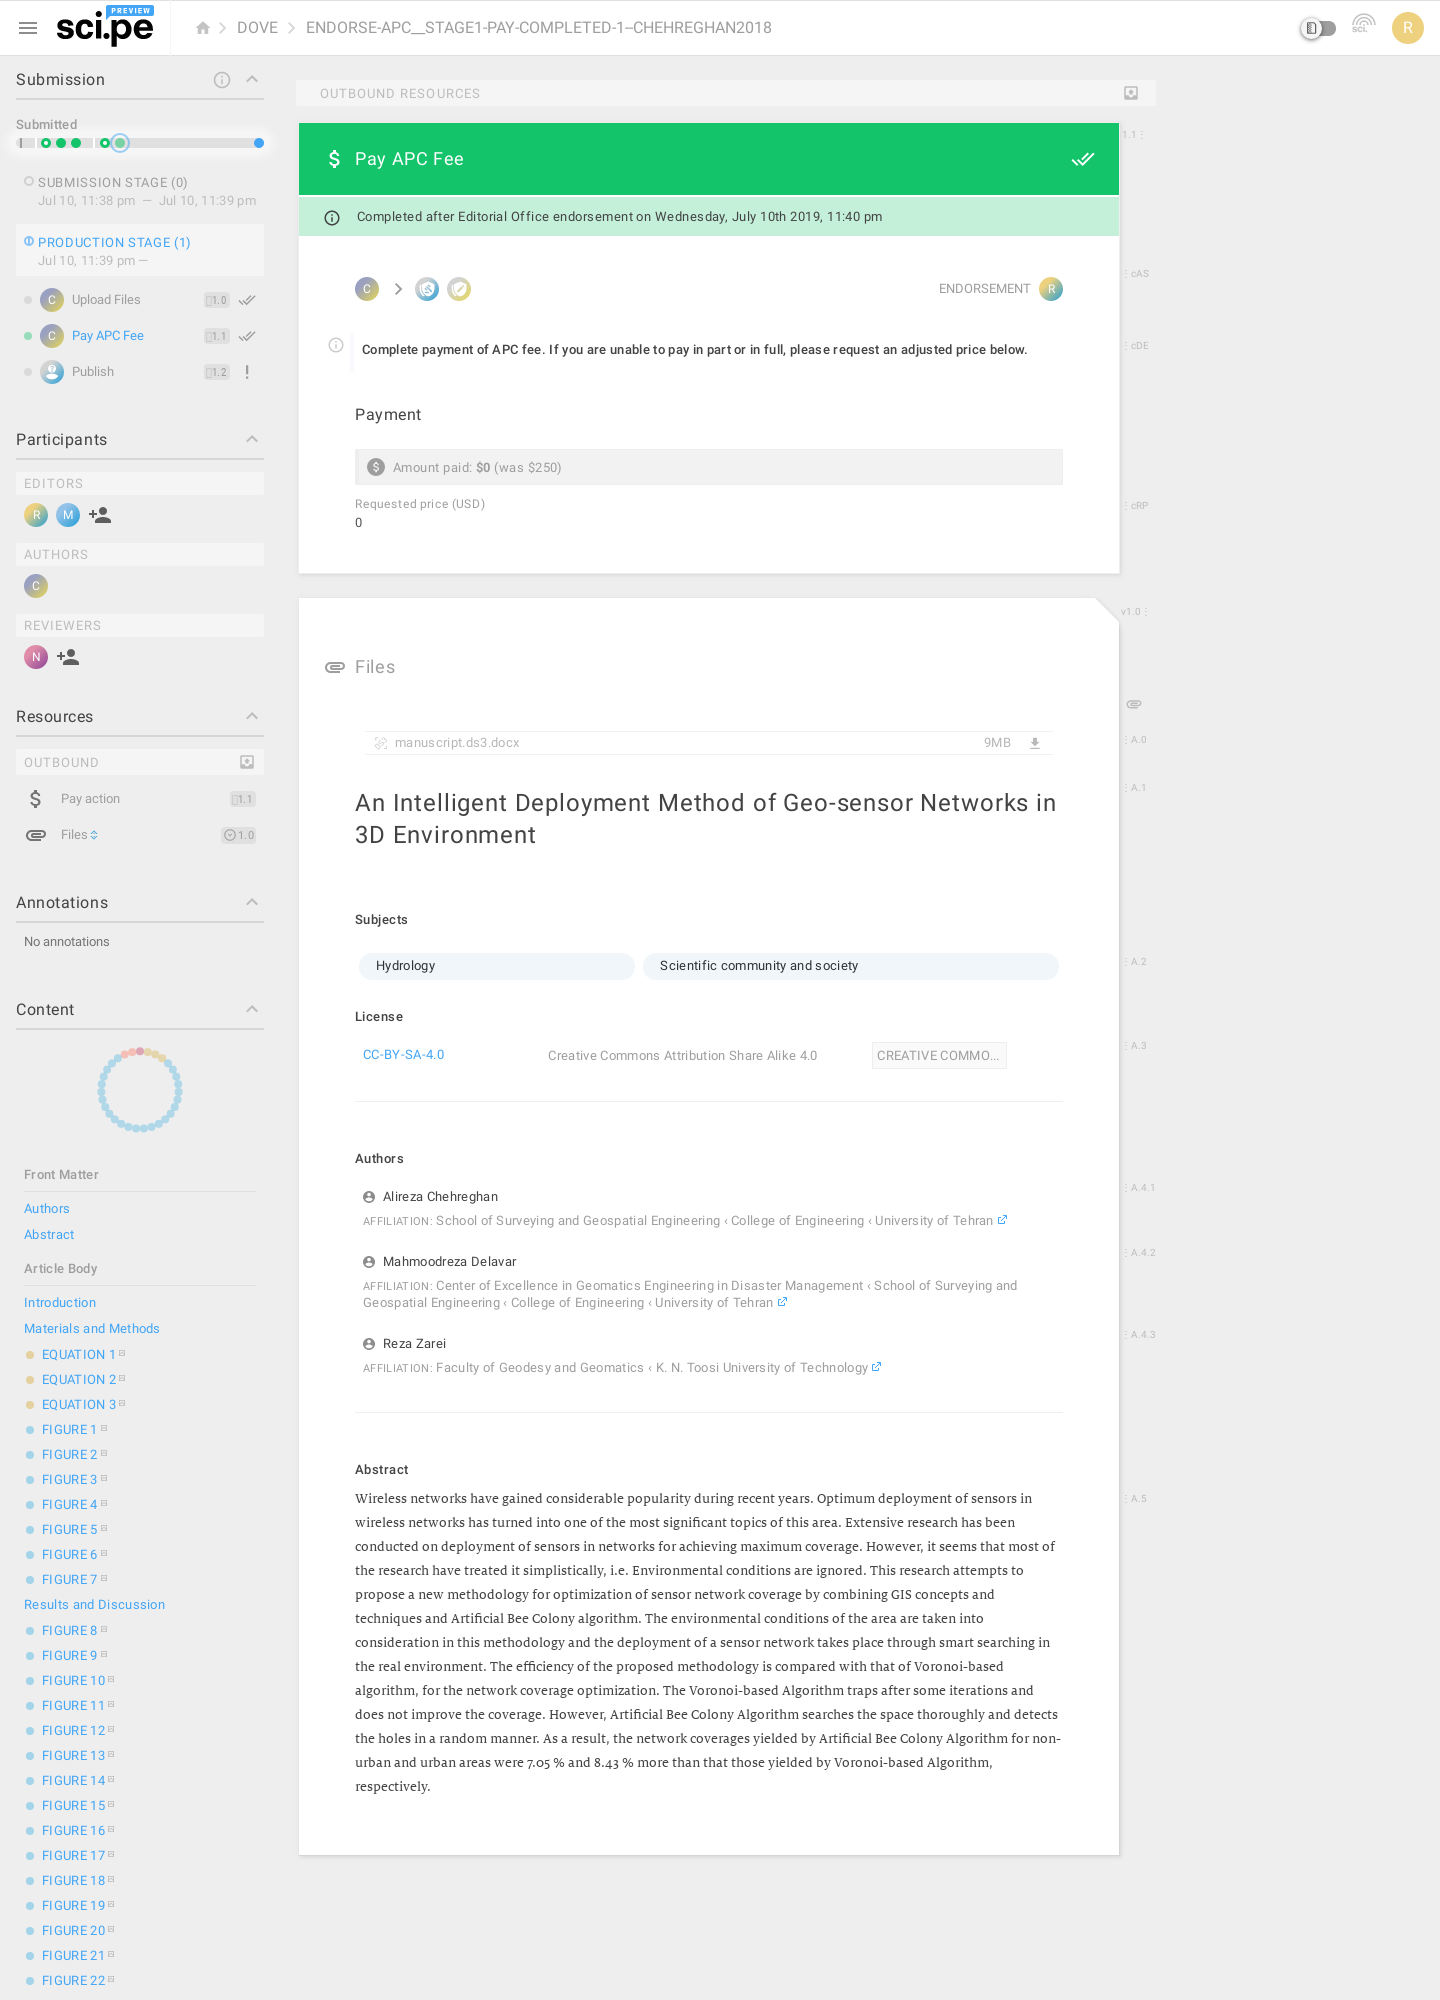 PREVIEW
sci.pe
DOVE
ENDORSE-APC__STAGE1-PAY-COMPLETED-1--CHEHREGHAN2018
SCI.
R
Submission
Submitted
SUBMISSION STAGE (0)
Jul 10, 11:38 pm — Jul 10, 11:39 pm
PRODUCTION STAGE (1)
Jul 10, 11:39 pm —
C Upload Files 1.0
C Pay APC Fee 1.1
Publish 1.2
Participants
EDITORS
R M
AUTHORS
C
REVIEWERS
N
Resources
OUTBOUND
Pay action 1.1
Files 1.0
Annotations
No annotations
Content
Front Matter
Authors
Abstract
Article Body
Introduction
Materials and Methods
EQUATION 1
EQUATION 2
EQUATION 3
FIGURE 1
FIGURE 2
FIGURE 3
FIGURE 4
FIGURE 5
FIGURE 6
FIGURE 7
Results and Discussion
FIGURE 8
FIGURE 9
FIGURE 10
FIGURE 11
FIGURE 12
FIGURE 13
FIGURE 14
FIGURE 15
FIGURE 16
FIGURE 17
FIGURE 18
FIGURE 19
FIGURE 20
FIGURE 21
FIGURE 22
OUTBOUND RESOURCES
Pay APC Fee
Completed after Editorial Office endorsement on Wednesday, July 10th 2019, 11:40 pm
C ENDORSEMENT R
Complete payment of APC fee. If you are unable to pay in part or in full, please request an adjusted price below.
Payment
Amount paid: $0 (was $250)
Requested price (USD)
0
Files
manuscript.ds3.docx 9MB
An Intelligent Deployment Method of Geo-sensor Networks in
3D Environment
Subjects
Hydrology Scientific community and society
License
CC-BY-SA-4.0 Creative Commons Attribution Share Alike 4.0 CREATIVE COMMO...
Authors
Alireza Chehreghan
AFFILIATION: School of Surveying and Geospatial Engineering ‹ College of Engineering ‹ University of Tehran
Mahmoodreza Delavar
AFFILIATION: Center of Excellence in Geomatics Engineering in Disaster Management ‹ School of Surveying and
Geospatial Engineering ‹ College of Engineering ‹ University of Tehran
Reza Zarei
AFFILIATION: Faculty of Geodesy and Geomatics ‹ K. N. Toosi University of Technology
Abstract
Wireless networks have gained considerable popularity during recent years. Optimum deployment of sensors in
wireless networks has turned into one of the most significant topics of this area. Extensive research has been
conducted on deployment of sensors in networks for achieving maximum coverage. However, it seems that most of
the research have treated it simplistically, i.e. Environmental conditions are ignored. This research attempts to
propose a new methodology for optimization of sensor network coverage by combining GIS concepts and
techniques and Artificial Bee Colony algorithm. The environmental conditions of the area are taken into
consideration in this methodology and the deployment of a sensor network takes place through smart searching in
the real environment. The efficiency of the proposed methodology is compared with that of Voronoi-based
algorithm, for the network coverage optimization. The Voronoi-based Algorithm traps after some iterations and
does not improve the coverage. However, Artificial Bee Colony Algorithm searches the space thoroughly and detects
the holes in a random manner. As a result, the network coverages yielded by Artificial Bee Colony Algorithm for non-
urban and urban areas were 7.05 % and 8.43 % more than that those yielded by Voronoi-based Algorithm,
respectively.
1.1
cAS
cDE
cRP
v1.0
A.0
A.1
A.2
A.3
A.4.1
A.4.2
A.4.3
A.5